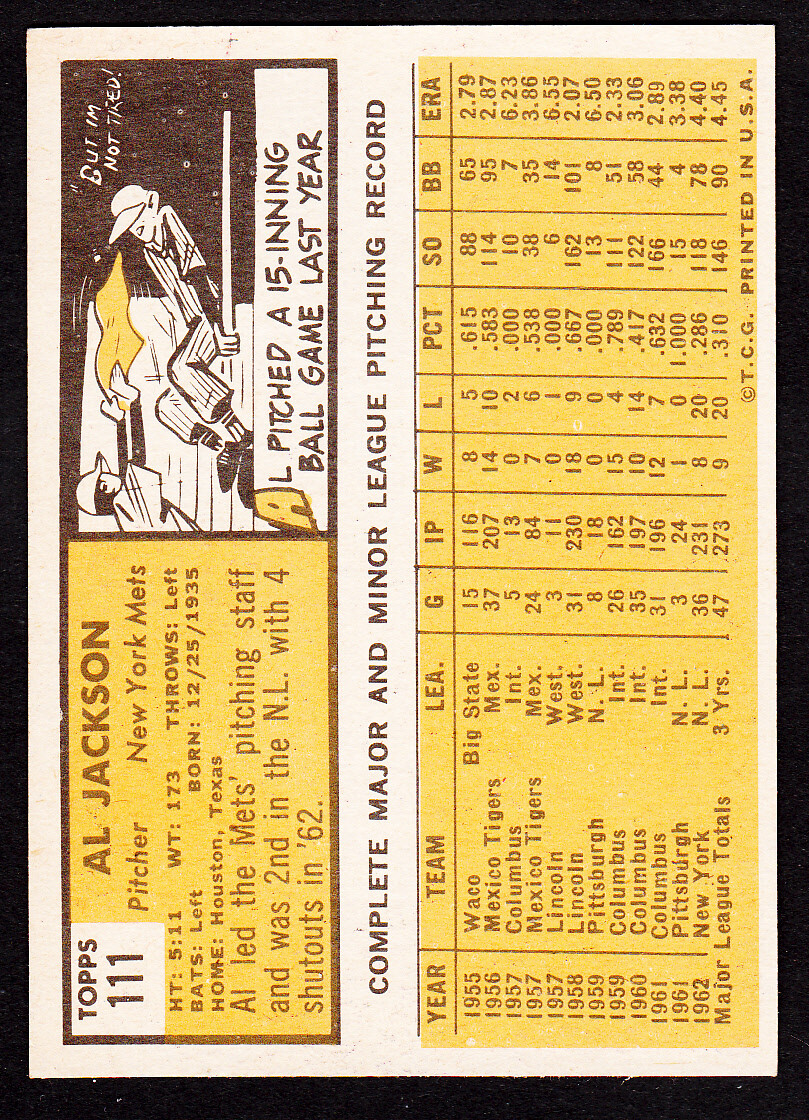 TOPPS
111
AL JACKSON
Pitcher New York Mets
HT: 5:11 WT: 173 THROWS: Left
BATS: Left BORN: 12/25/1935
HOME: Houston, Texas
Al led the Mets' pitching staff
and was 2nd in the N.L. with 4
shutouts in '62.
"BUT I'M
NOT TIRED!
AL PITCHED A 15-INNING
BALL GAME LAST YEAR
COMPLETE MAJOR AND MINOR LEAGUE PITCHING RECORD
YEAR TEAM LEA. G IP W L PCT SO BB ERA
1955 Waco Big State 15 116 8 5 .615 88 65 2.79
1956 Mexico Tigers Mex. 37 207 14 10 .583 114 95 2.87
1957 Columbus Int. 5 13 0 2 .000 10 7 6.23
1957 Mexico Tigers Mex. 24 84 7 6 .538 38 35 3.86
1957 Lincoln West. 3 11 0 1 .000 6 14 6.55
1958 Lincoln West. 31 230 18 9 .667 162 101 2.07
1959 Pittsburgh N. L. 8 18 0 0 .000 13 8 6.50
1959 Columbus Int. 26 162 15 4 .789 111 51 2.33
1960 Columbus Int. 35 197 10 14 .417 122 58 3.06
1961 Columbus Int. 31 196 12 7 .632 166 44 2.89
1961 Pittsburgh N. L. 3 24 1 0 1.000 15 4 3.38
1962 New York N. L. 36 231 8 20 .286 118 78 4.40
Major League Totals 3 Yrs. 47 273 9 20 .310 146 90 4.45
©T.C.G. PRINTED IN U.S.A.